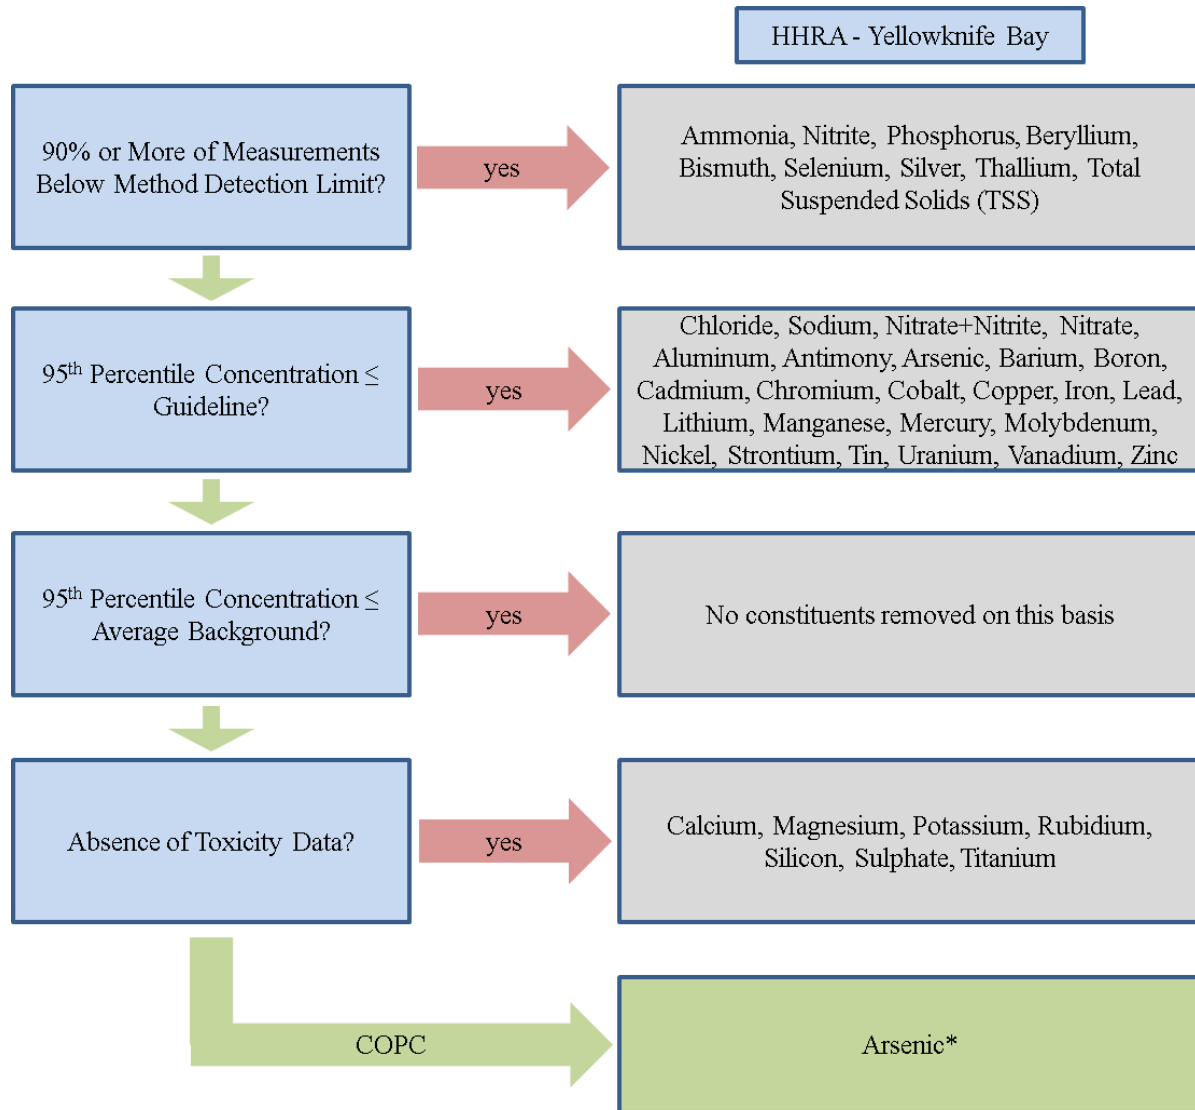 HHRA - Yellowknife Bay
90% or More of Measurements
Below Method Detection Limit?
yes
Ammonia, Nitrite, Phosphorus, Beryllium,
Bismuth, Selenium, Silver, Thallium, Total
Suspended Solids (TSS)
95th Percentile Concentration ≤
Guideline?
yes
Chloride, Sodium, Nitrate+Nitrite, Nitrate,
Aluminum, Antimony, Arsenic, Barium, Boron,
Cadmium, Chromium, Cobalt, Copper, Iron, Lead,
Lithium, Manganese, Mercury, Molybdenum,
Nickel, Strontium, Tin, Uranium, Vanadium, Zinc
95th Percentile Concentration ≤
Average Background?
yes
No constituents removed on this basis
Absence of Toxicity Data?
yes
Calcium, Magnesium, Potassium, Rubidium,
Silicon, Sulphate, Titanium
COPC
Arsenic*